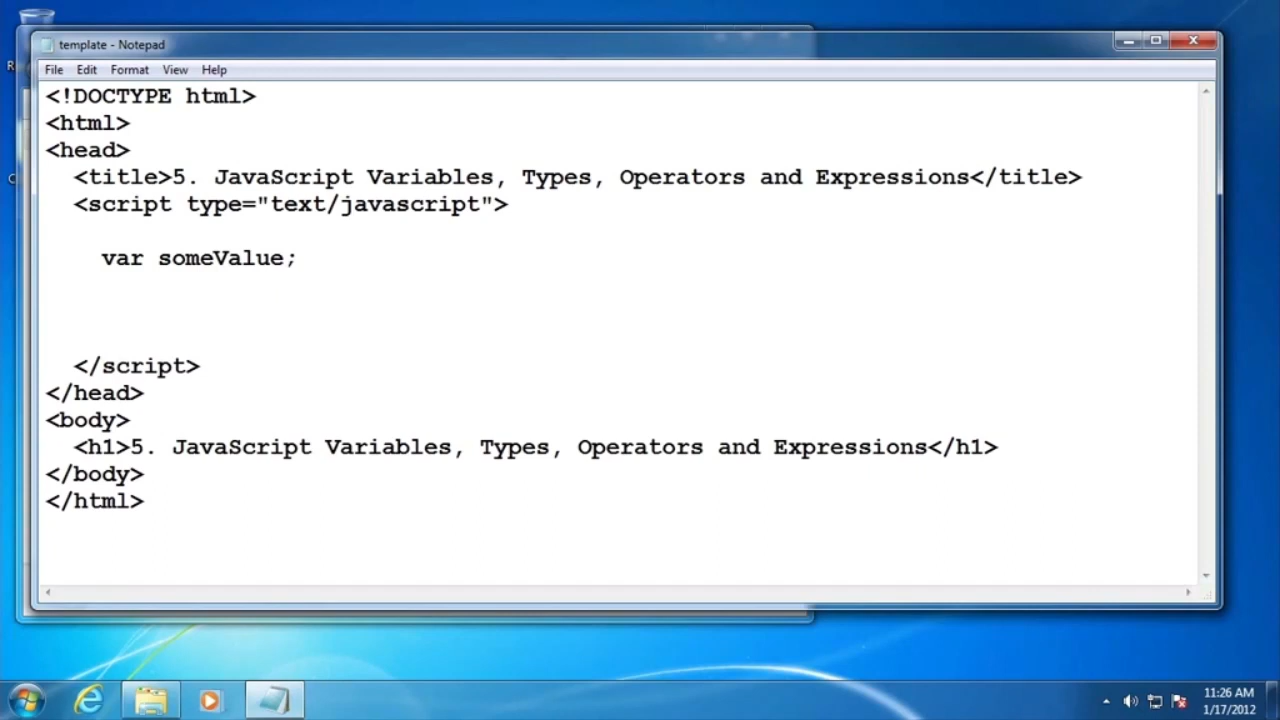 template - Notepad
File Edit Format View Help
<!DOCTYPE html>
<html>
<head>
  <title>5. JavaScript Variables, Types, Operators and Expressions</title>
  <script type="text/javascript">
    var someValue;
  </script>
</head>
<body>
  <h1>5. JavaScript Variables, Types, Operators and Expressions</h1>
</body>
</html>
11:26 AM
1/17/2012